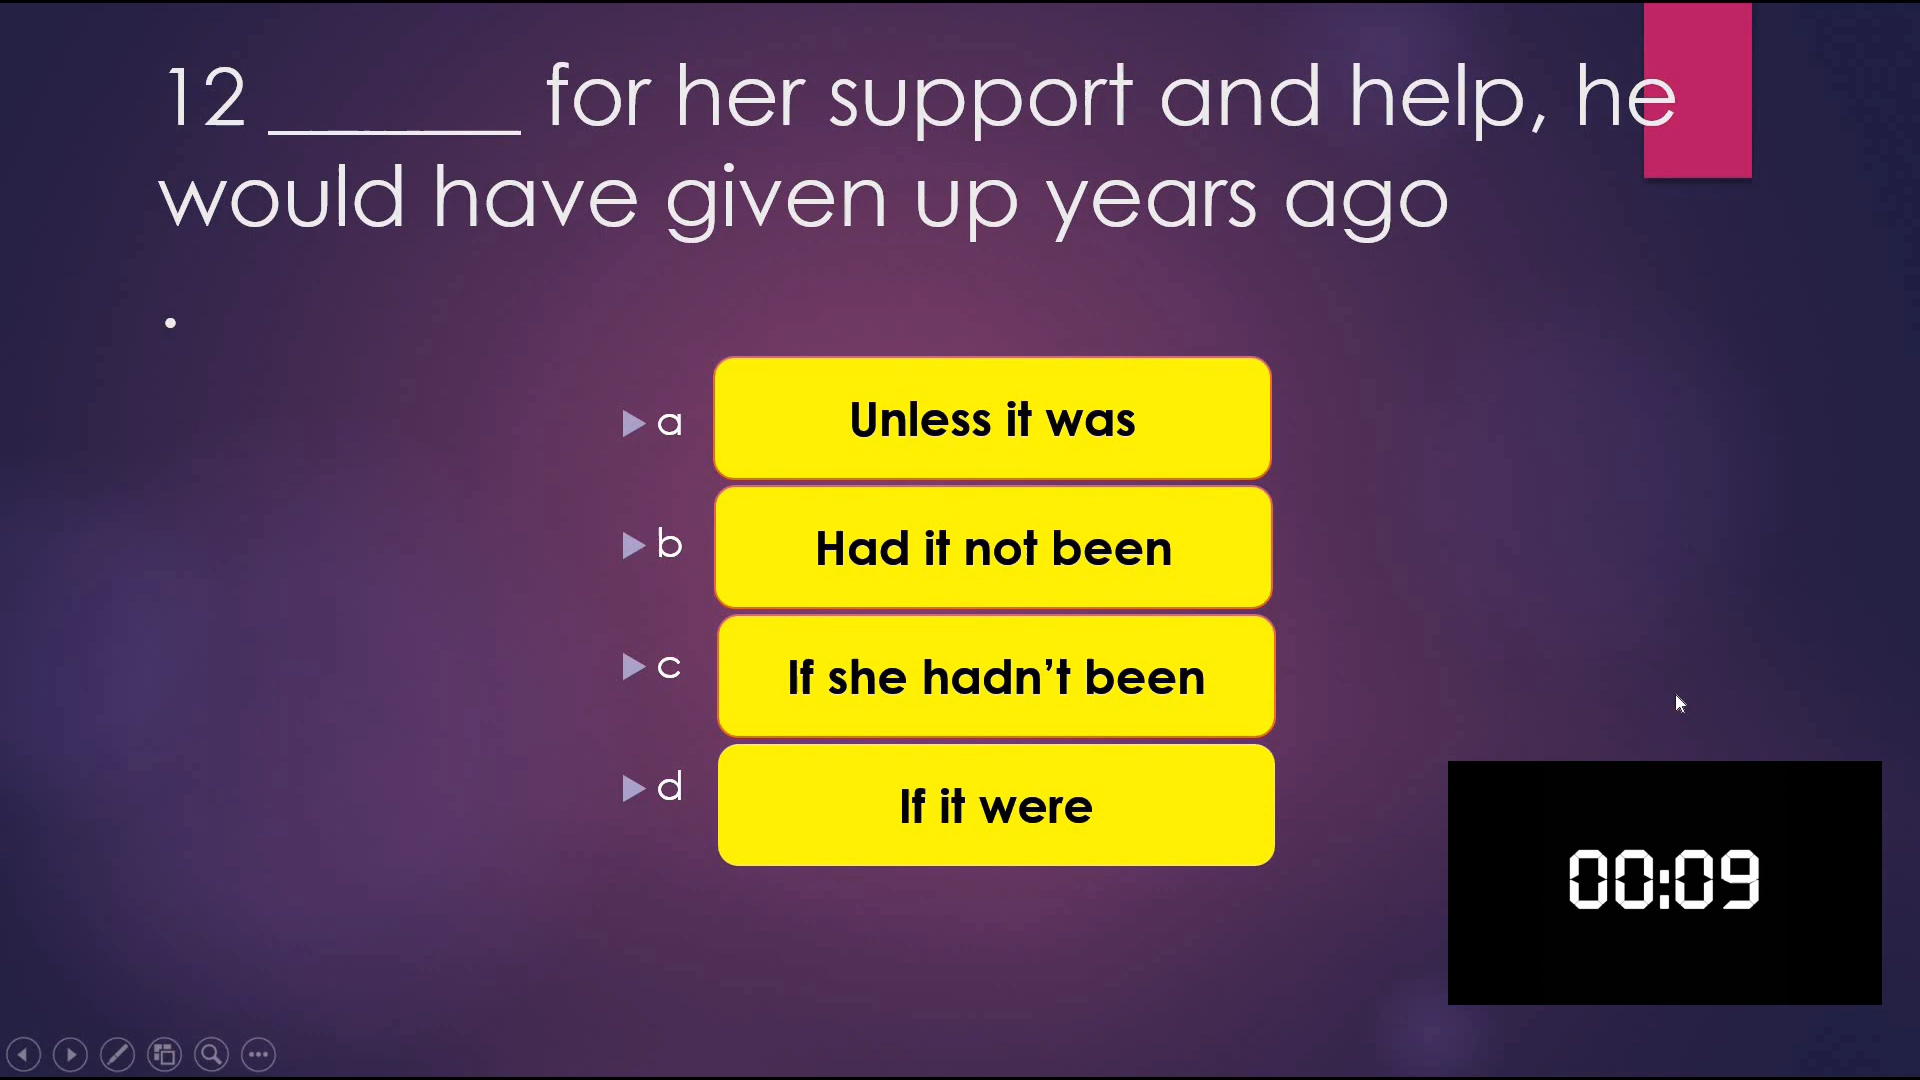 12 ______ for her support and help, he
would have given up years ago
.
a
Unless it was
b
Had it not been
c
If she hadn’t been
d
If it were
00:09